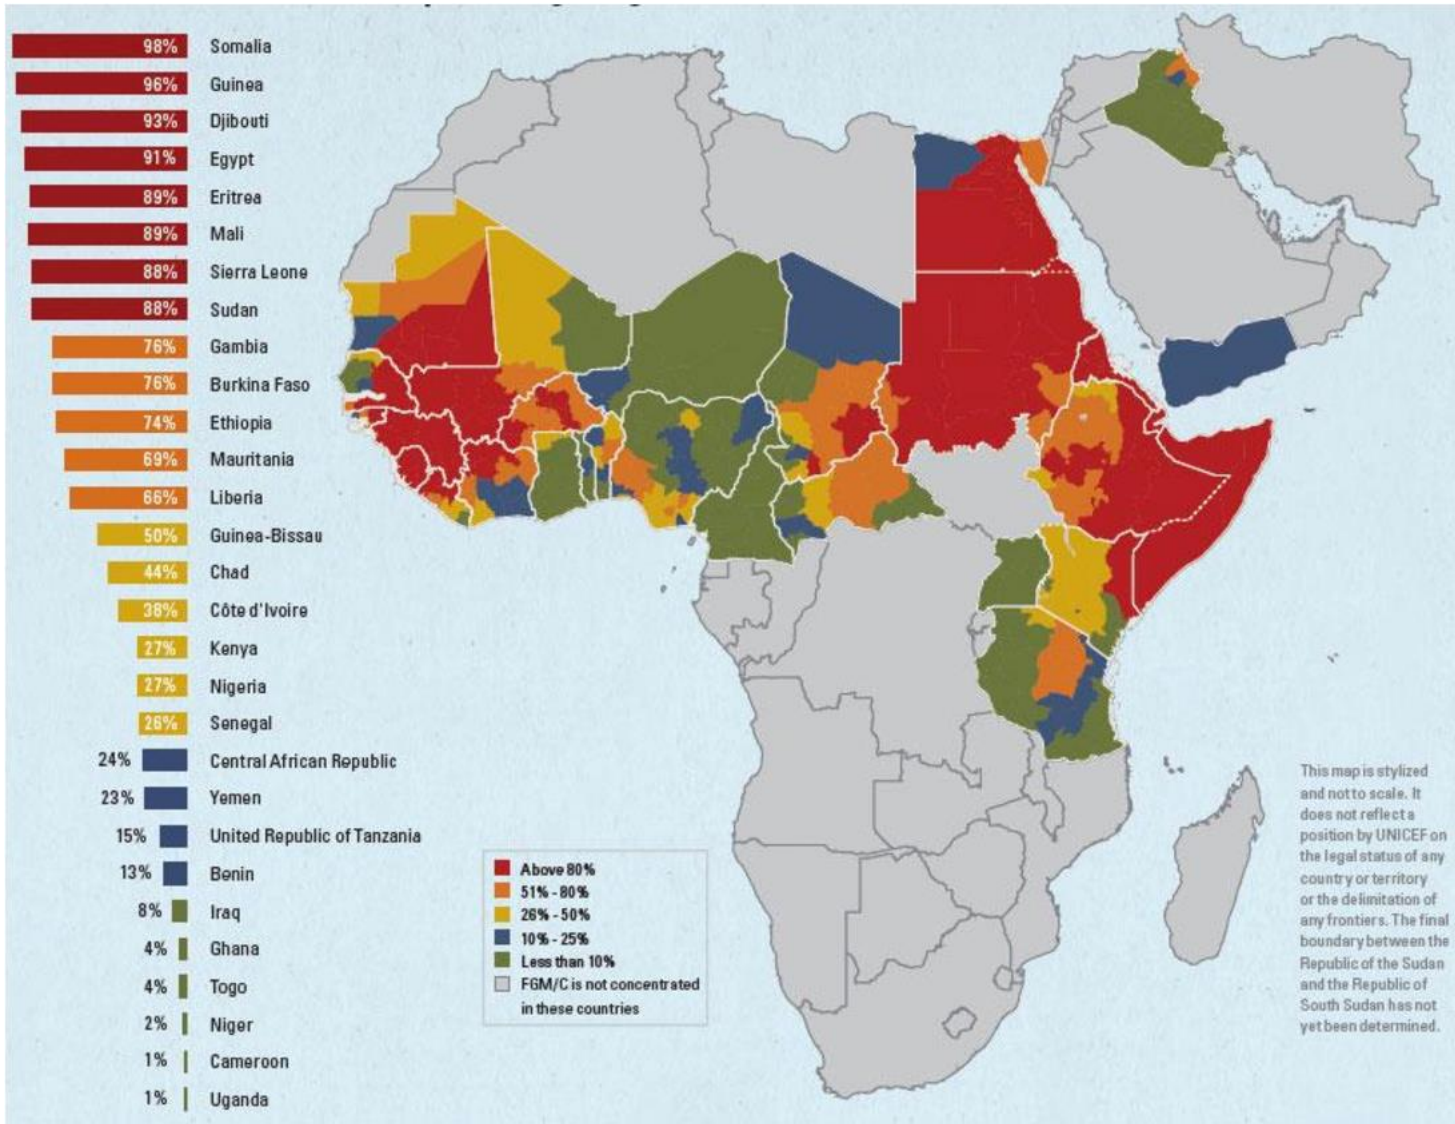 98% Somalia
96% Guinea
93% Djibouti
91% Egypt
89% Eritrea
89% Mali
88% Sierra Leone
88% Sudan
76% Gambia
76% Burkina Faso
74% Ethiopia
69% Mauritania
66% Liberia
50% Guinea-Bissau
44% Chad
38% Côte d'Ivoire
27% Kenya
27% Nigeria
26% Senegal
24% Central African Republic
23% Yemen
15% United Republic of Tanzania
13% Benin
8% Iraq
4% Ghana
4% Togo
2% Niger
1% Cameroon
1% Uganda
Above 80%
51% - 80%
26% - 50%
10% - 25%
Less than 10%
FGM/C is not concentrated
in these countries
This map is stylized
and not to scale. It
does not reflect a
position by UNICEF on
the legal status of any
country or territory
or the delimitation of
any frontiers. The final
boundary between the
Republic of the Sudan
and the Republic of
South Sudan has not
yet been determined.